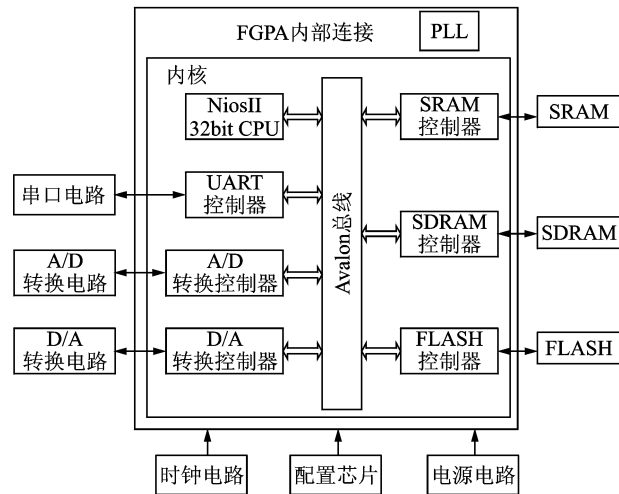 FGPA内部连接
PLL
内核
NiosII
32bit CPU
SRAM
控制器
SRAM
串口电路
UART
控制器
Avalon总线
SDRAM
控制器
SDRAM
A/D
转换电路
A/D
转换控制器
D/A
转换电路
D/A
转换控制器
FLASH
控制器
FLASH
时钟电路
配置芯片
电源电路